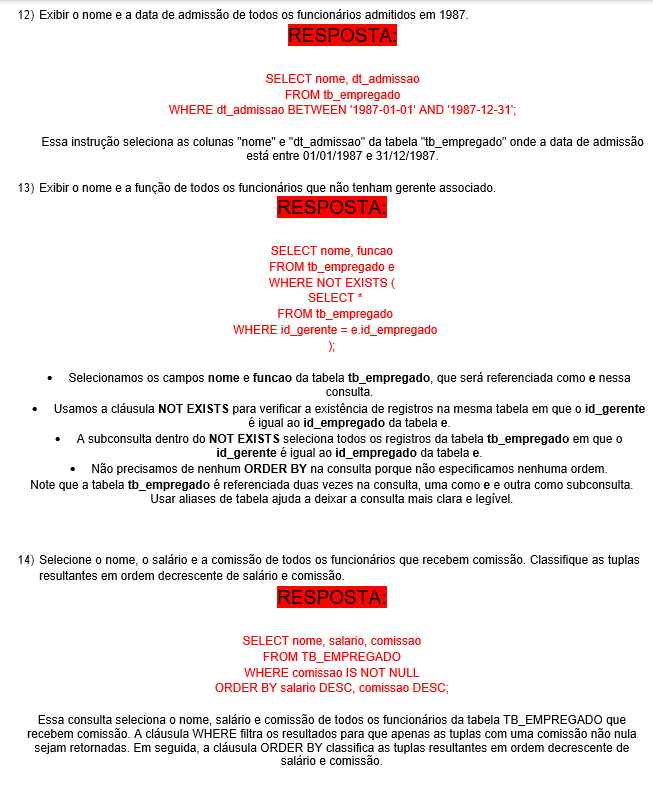 12) Exibir o nome e a data de admissão de todos os funcionários admitidos em 1987.
RESPOSTA:
SELECT nome, dt_admissao
FROM tb_empregado
WHERE dt_admissao BETWEEN '1987-01-01' AND '1987-12-31';
Essa instrução seleciona as colunas "nome" e "dt_admissao" da tabela "tb_empregado" onde a data de admissão
está entre 01/01/1987 e 31/12/1987.
13) Exibir o nome e a função de todos os funcionários que não tenham gerente associado.
RESPOSTA:
SELECT nome, funcao
FROM tb_empregado e
WHERE NOT EXISTS (
SELECT *
FROM tb_empregado
WHERE id_gerente = e.id_empregado
);
• Selecionamos os campos nome e funcao da tabela tb_empregado, que será referenciada como e nessa
consulta.
• Usamos a cláusula NOT EXISTS para verificar a existência de registros na mesma tabela em que o id_gerente
é igual ao id_empregado da tabela e.
• A subconsulta dentro do NOT EXISTS seleciona todos os registros da tabela tb_empregado em que o
id_gerente é igual ao id_empregado da tabela e.
• Não precisamos de nenhum ORDER BY na consulta porque não especificamos nenhuma ordem.
Note que a tabela tb_empregado é referenciada duas vezes na consulta, uma como e e outra como subconsulta.
Usar aliases de tabela ajuda a deixar a consulta mais clara e legível.
14) Selecione o nome, o salário e a comissão de todos os funcionários que recebem comissão. Classifique as tuplas
resultantes em ordem decrescente de salário e comissão.
RESPOSTA:
SELECT nome, salario, comissao
FROM TB_EMPREGADO
WHERE comissao IS NOT NULL
ORDER BY salario DESC, comissao DESC;
Essa consulta seleciona o nome, salário e comissão de todos os funcionários da tabela TB_EMPREGADO que
recebem comissão. A cláusula WHERE filtra os resultados para que apenas as tuplas com uma comissão não nula
sejam retornadas. Em seguida, a cláusula ORDER BY classifica as tuplas resultantes em ordem decrescente de
salário e comissão.